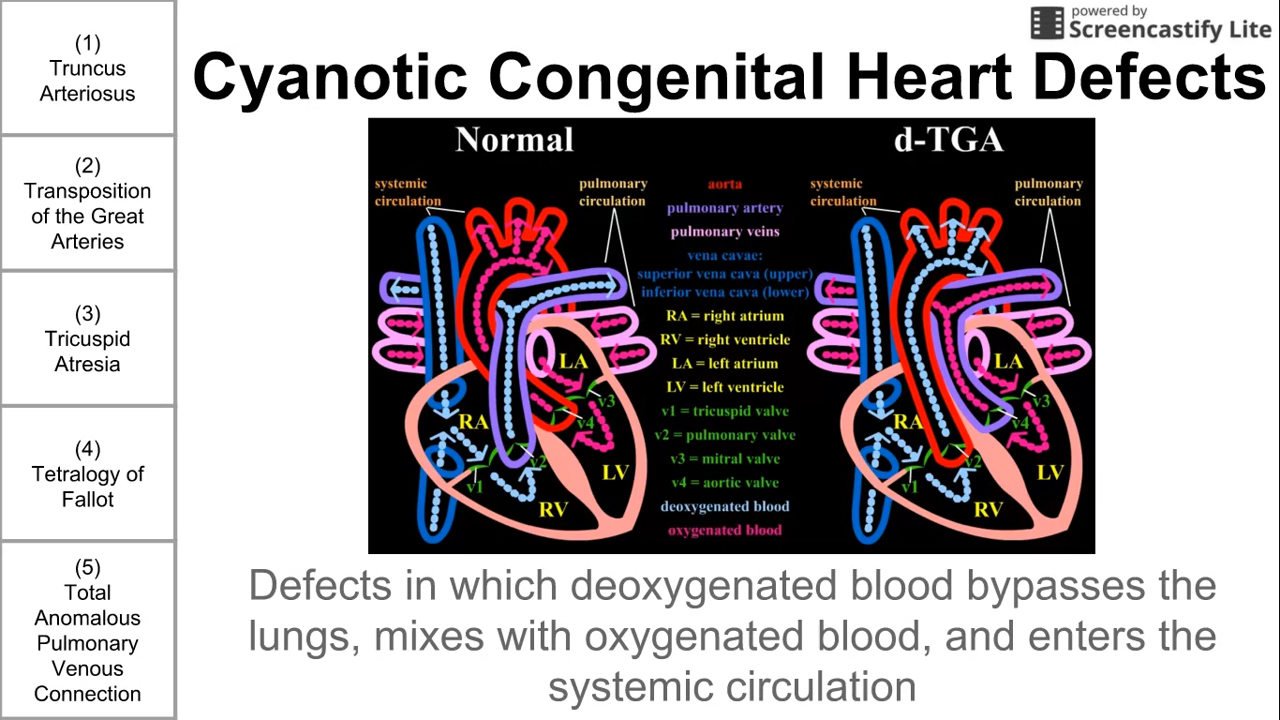 powered by
Screencastify Lite
Cyanotic Congenital Heart Defects
(1)
Truncus
Arteriosus
(2)
Transposition
of the Great
Arteries
(3)
Tricuspid
Atresia
(4)
Tetralogy of
Fallot
(5)
Total
Anomalous
Pulmonary
Venous
Connection
Normal
systemic
circulation
pulmonary
circulation
LA
RA
v3
v4
v2
v1
LV
RV
aorta
pulmonary artery
pulmonary veins
vena cavae:
superior vena cava (upper)
inferior vena cava (lower)
RA = right atrium
RV = right ventricle
LA = left atrium
LV = left ventricle
v1 = tricuspid valve
v2 = pulmonary valve
v3 = mitral valve
v4 = aortic valve
deoxygenated blood
oxygenated blood
d-TGA
systemic
circulation
pulmonary
circulation
LA
RA
v3
v4
v2
v1
LV
RV
Defects in which deoxygenated blood bypasses the
lungs, mixes with oxygenated blood, and enters the
systemic circulation